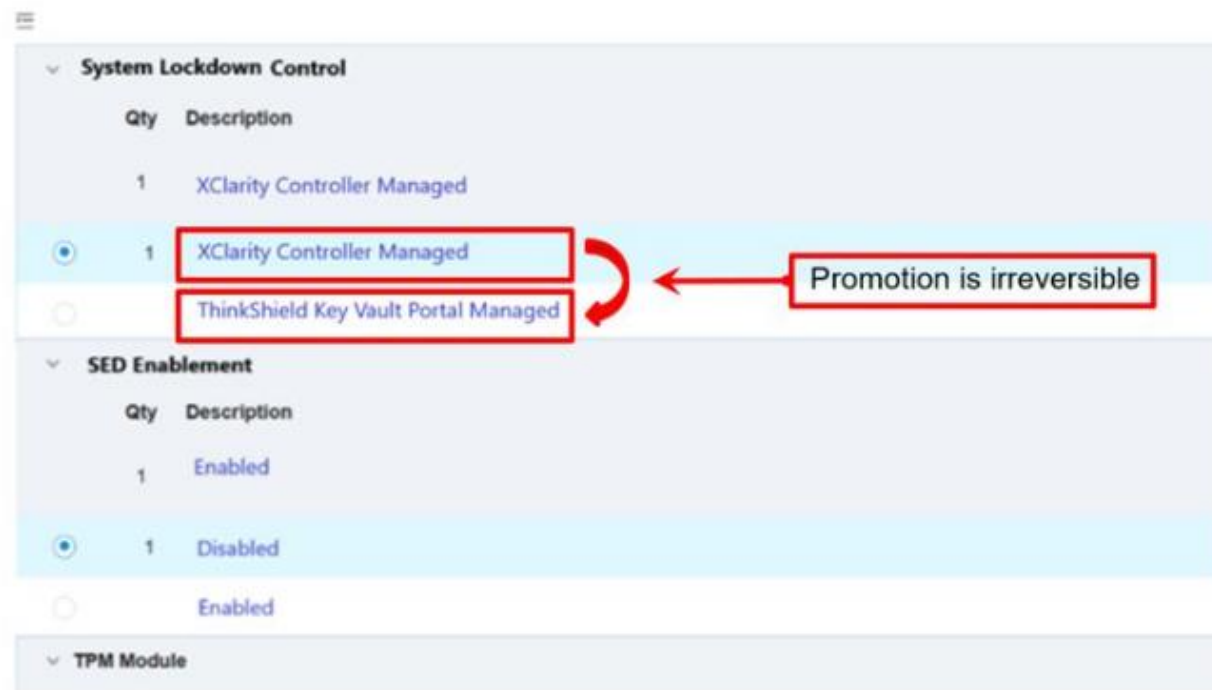 System Lockdown Control
Qty Description
1 XClarity Controller Managed
1 XClarity Controller Managed
Promotion is irreversible
ThinkShield Key Vault Portal Managed
SED Enablement
Qty Description
1 Enabled
1 Disabled
Enabled
TPM Module